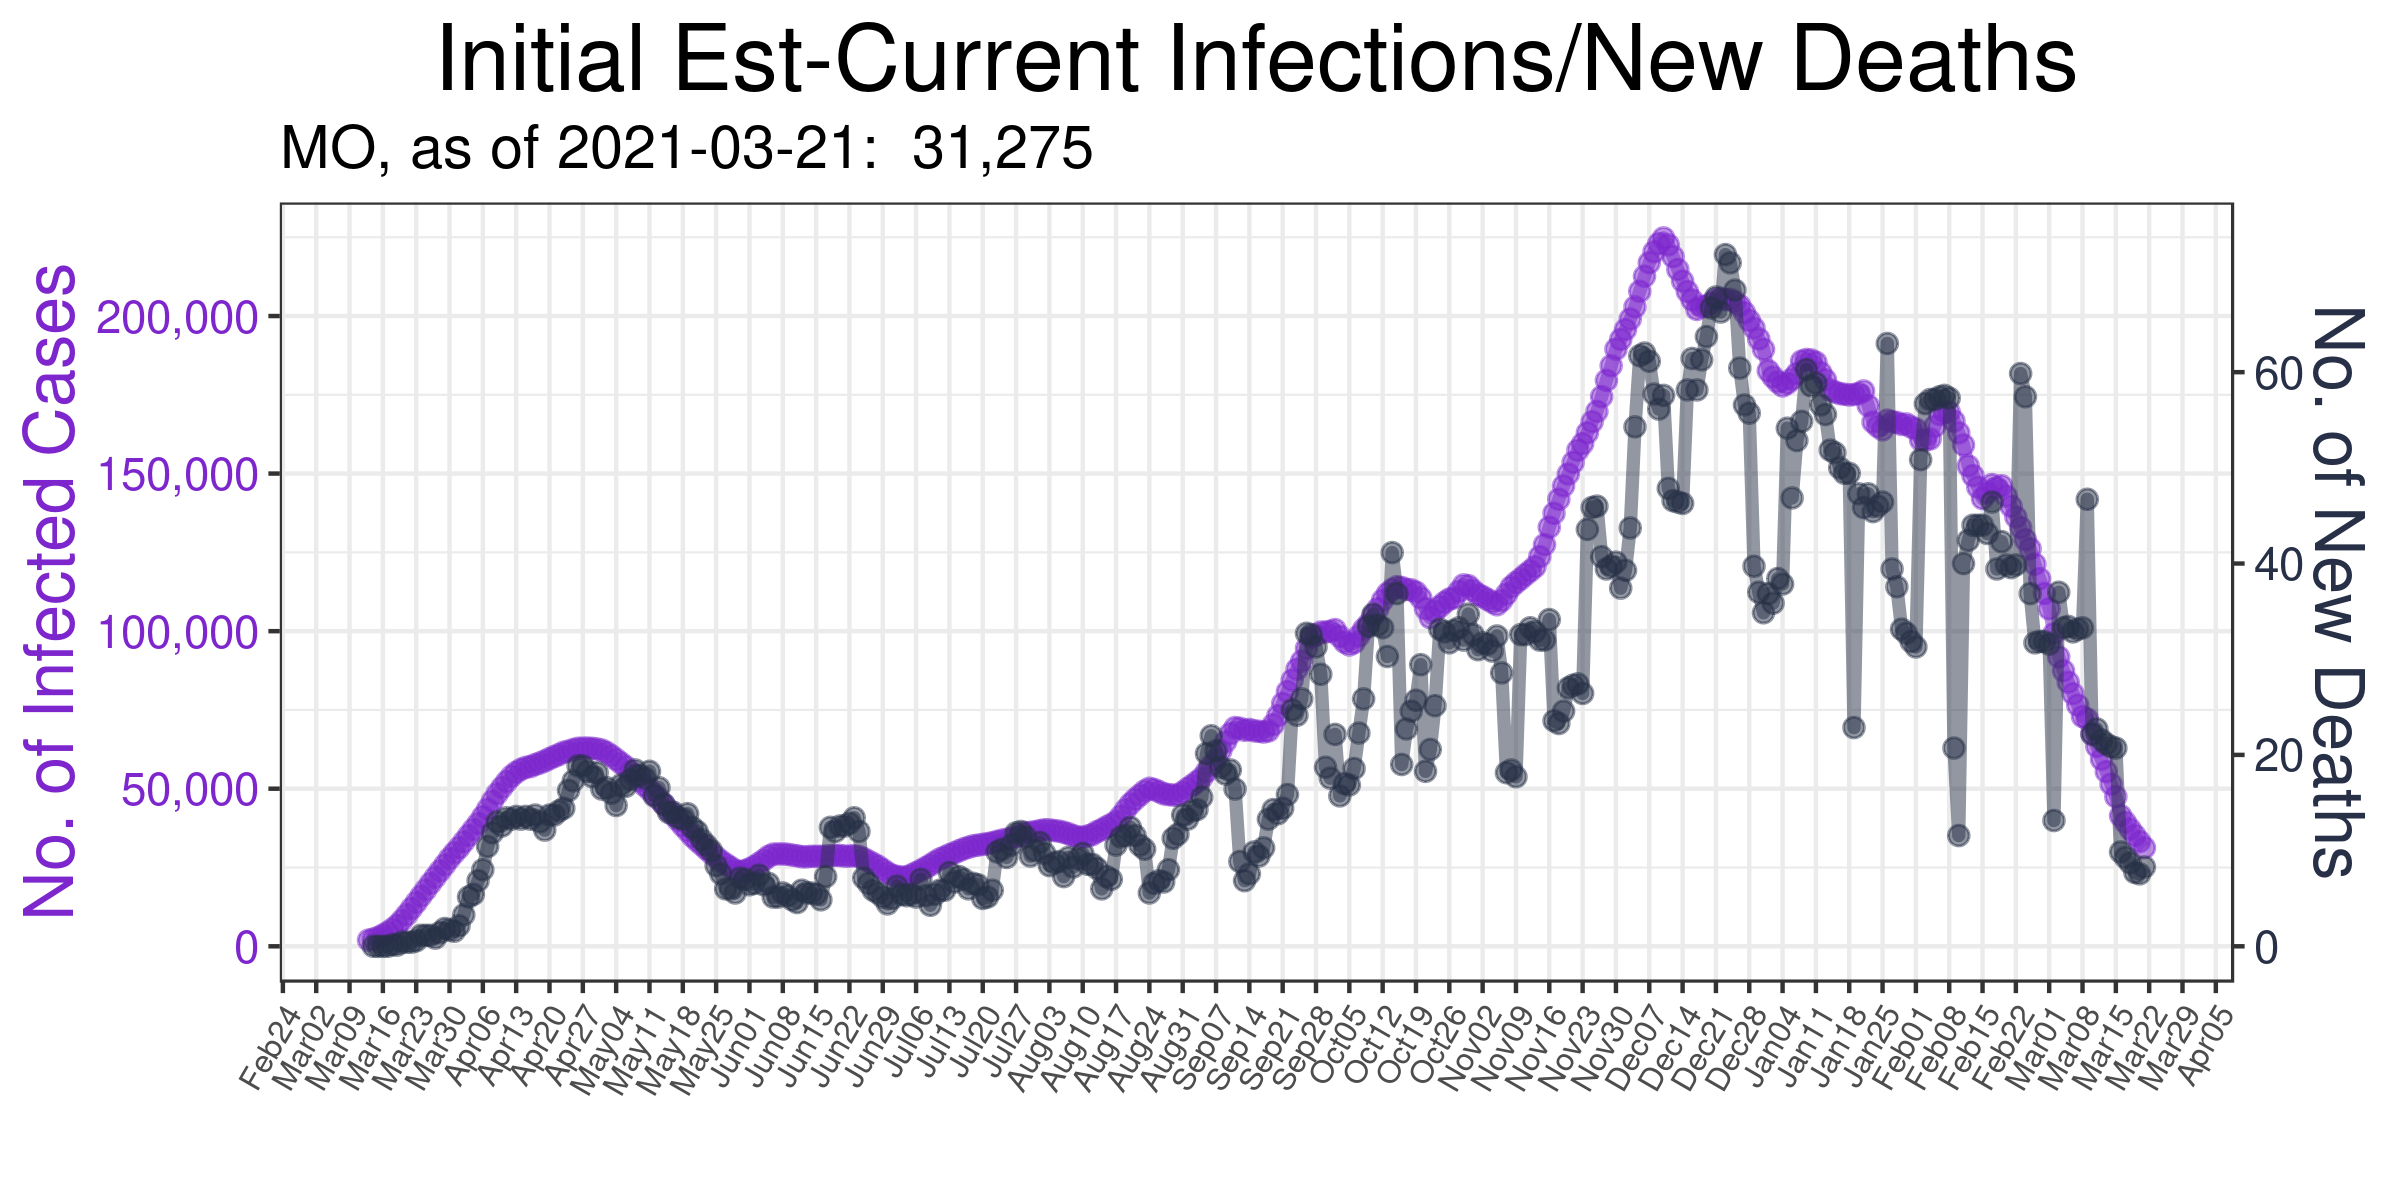 Initial Est-Current Infections/New Deaths
MO, as of 2021-03-21:  31,275
No. of Infected Cases
200,000
150,000
100,000
50,000
0
No. of New Deaths
60
40
20
0
Feb24
Mar02
Mar09
Mar16
Mar23
Mar30
Apr06
Apr13
Apr20
Apr27
May04
May11
May18
May25
Jun01
Jun08
Jun15
Jun22
Jun29
Jul06
Jul13
Jul20
Jul27
Aug03
Aug10
Aug17
Aug24
Aug31
Sep07
Sep14
Sep21
Sep28
Oct05
Oct12
Oct19
Oct26
Nov02
Nov09
Nov16
Nov23
Nov30
Dec07
Dec14
Dec21
Dec28
Jan04
Jan11
Jan18
Jan25
Feb01
Feb08
Feb15
Feb22
Mar01
Mar08
Mar15
Mar22
Mar29
Apr05